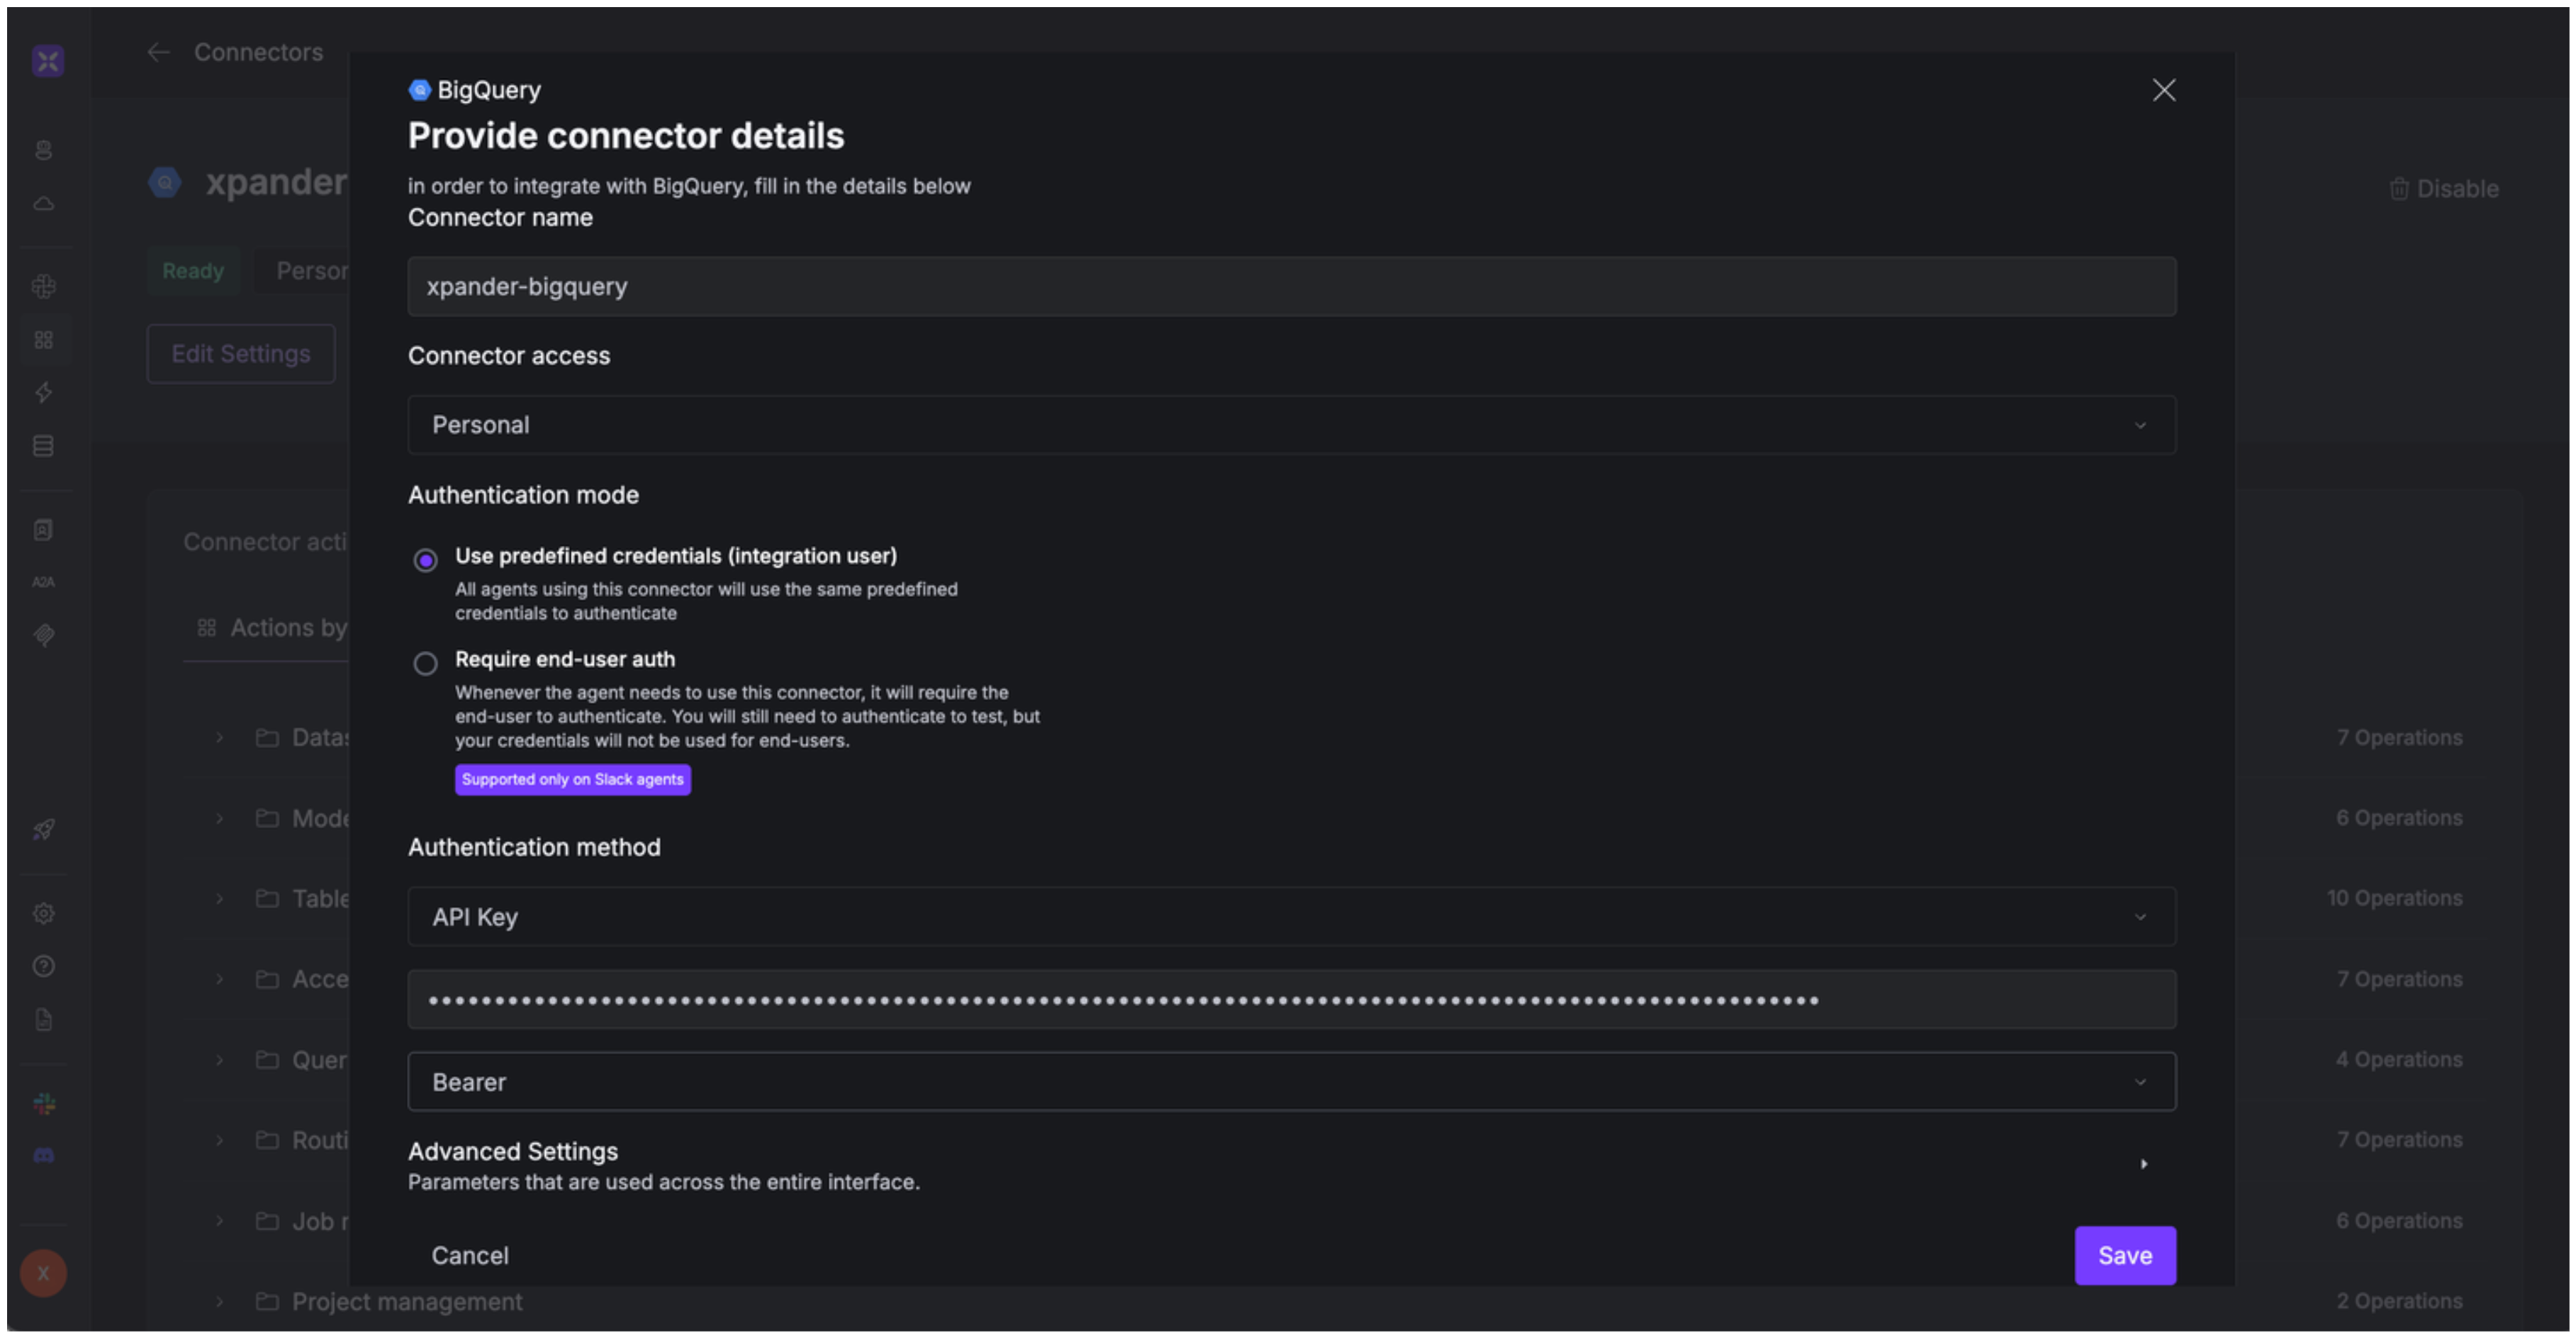 Connectors
BigQuery
Provide connector details
in order to integrate with BigQuery, fill in the details below
Connector name
xpander-bigquery
Connector access
Personal
Authentication mode
Use predefined credentials (integration user)
All agents using this connector will use the same predefined
credentials to authenticate
Require end-user auth
Whenever the agent needs to use this connector, it will require the
end-user to authenticate. You will still need to authenticate to test, but
your credentials will not be used for end-users.
Supported only on Slack agents
Authentication method
API Key
••••••••••••••••••••••••••••••••••••••••••••••••••••••••••••••••••••••••••••••••••••••••••••••••••••••••••
Bearer
Advanced Settings
Parameters that are used across the entire interface.
Cancel
Save
xpander
Disable
Ready
Person
Edit Settings
Connector acti
Actions by
A2A
Datas
7 Operations
Mode
6 Operations
Table
10 Operations
Acce
7 Operations
Quer
4 Operations
Routi
7 Operations
Job r
6 Operations
Project management
2 Operations
X